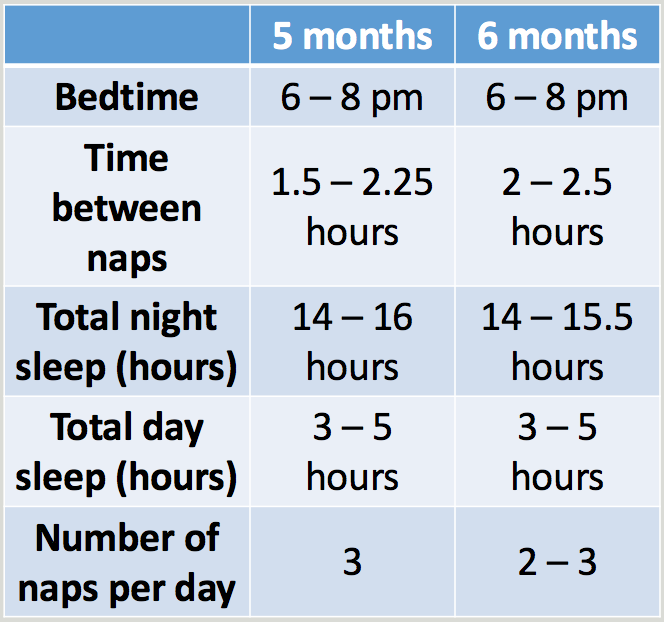 5 months 6 months
Bedtime 6 – 8 pm 6 – 8 pm
Time
between
naps
1.5 – 2.25
hours
2 – 2.5
hours
Total night
sleep (hours)
14 – 16
hours
14 – 15.5
hours
Total day
sleep (hours)
3 – 5
hours
3 – 5
hours
Number of
naps per day
3
2 – 3